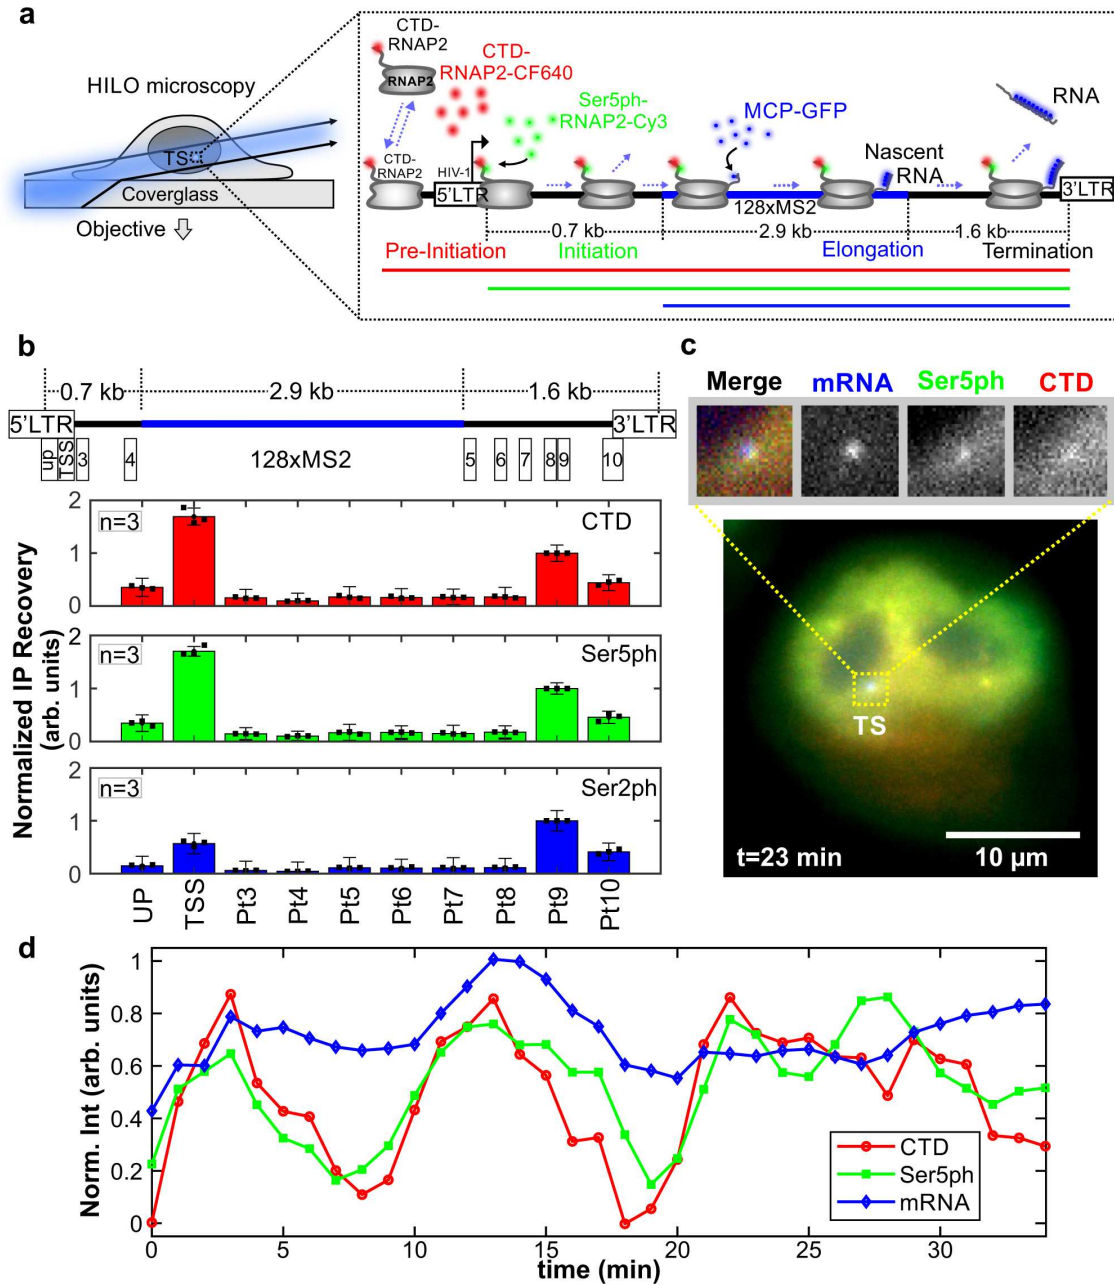 a
HILO microscopy
TS
Coverglass
Objective
CTD-
RNAP2
RNAP2
CTD-
RNAP2-CF640
Ser5ph-
RNAP2-Cy3
MCP-GFP
RNA
CTD-
RNAP2
HIV-1
5'LTR
Nascent
RNA
128xMS2
3'LTR
0.7 kb
2.9 kb
1.6 kb
Pre-Initiation
Initiation
Elongation
Termination
b
0.7 kb
2.9 kb
1.6 kb
5'LTR
3'LTR
up
TSS
3
4
128xMS2
5
6
7
8
9
10
Normalized IP Recovery
(arb. units)
2
1
0
n=3
CTD
2
1
0
n=3
Ser5ph
2
1
0
n=3
Ser2ph
UP
TSS
Pt3
Pt4
Pt5
Pt6
Pt7
Pt8
Pt9
Pt10
c
Merge
mRNA
Ser5ph
CTD
TS
t=23 min
10 µm
d
Norm. Int (arb. units)
1
0.8
0.6
0.4
0.2
0
CTD
Ser5ph
mRNA
0 5 10 15 20 25 30
time (min)